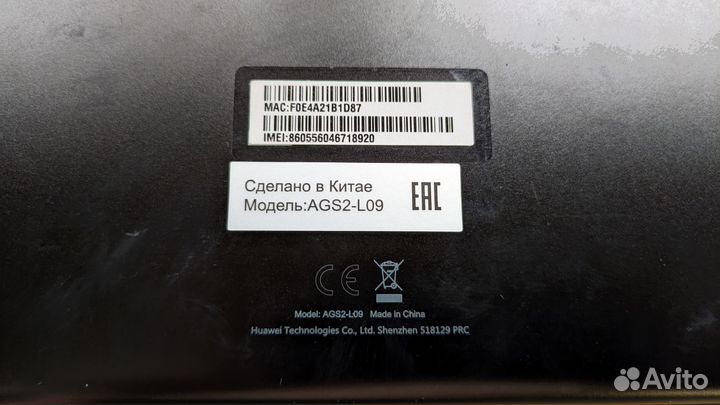 MAC:F0E4A21B1D87
IMEI:860556046718920
Сделано в Китае
Модель:AGS2-L09
EAC
CE
Model: AGS2-L09 Made in China
Huawei Technologies Co., Ltd. Shenzhen 518129 PRC
Avito